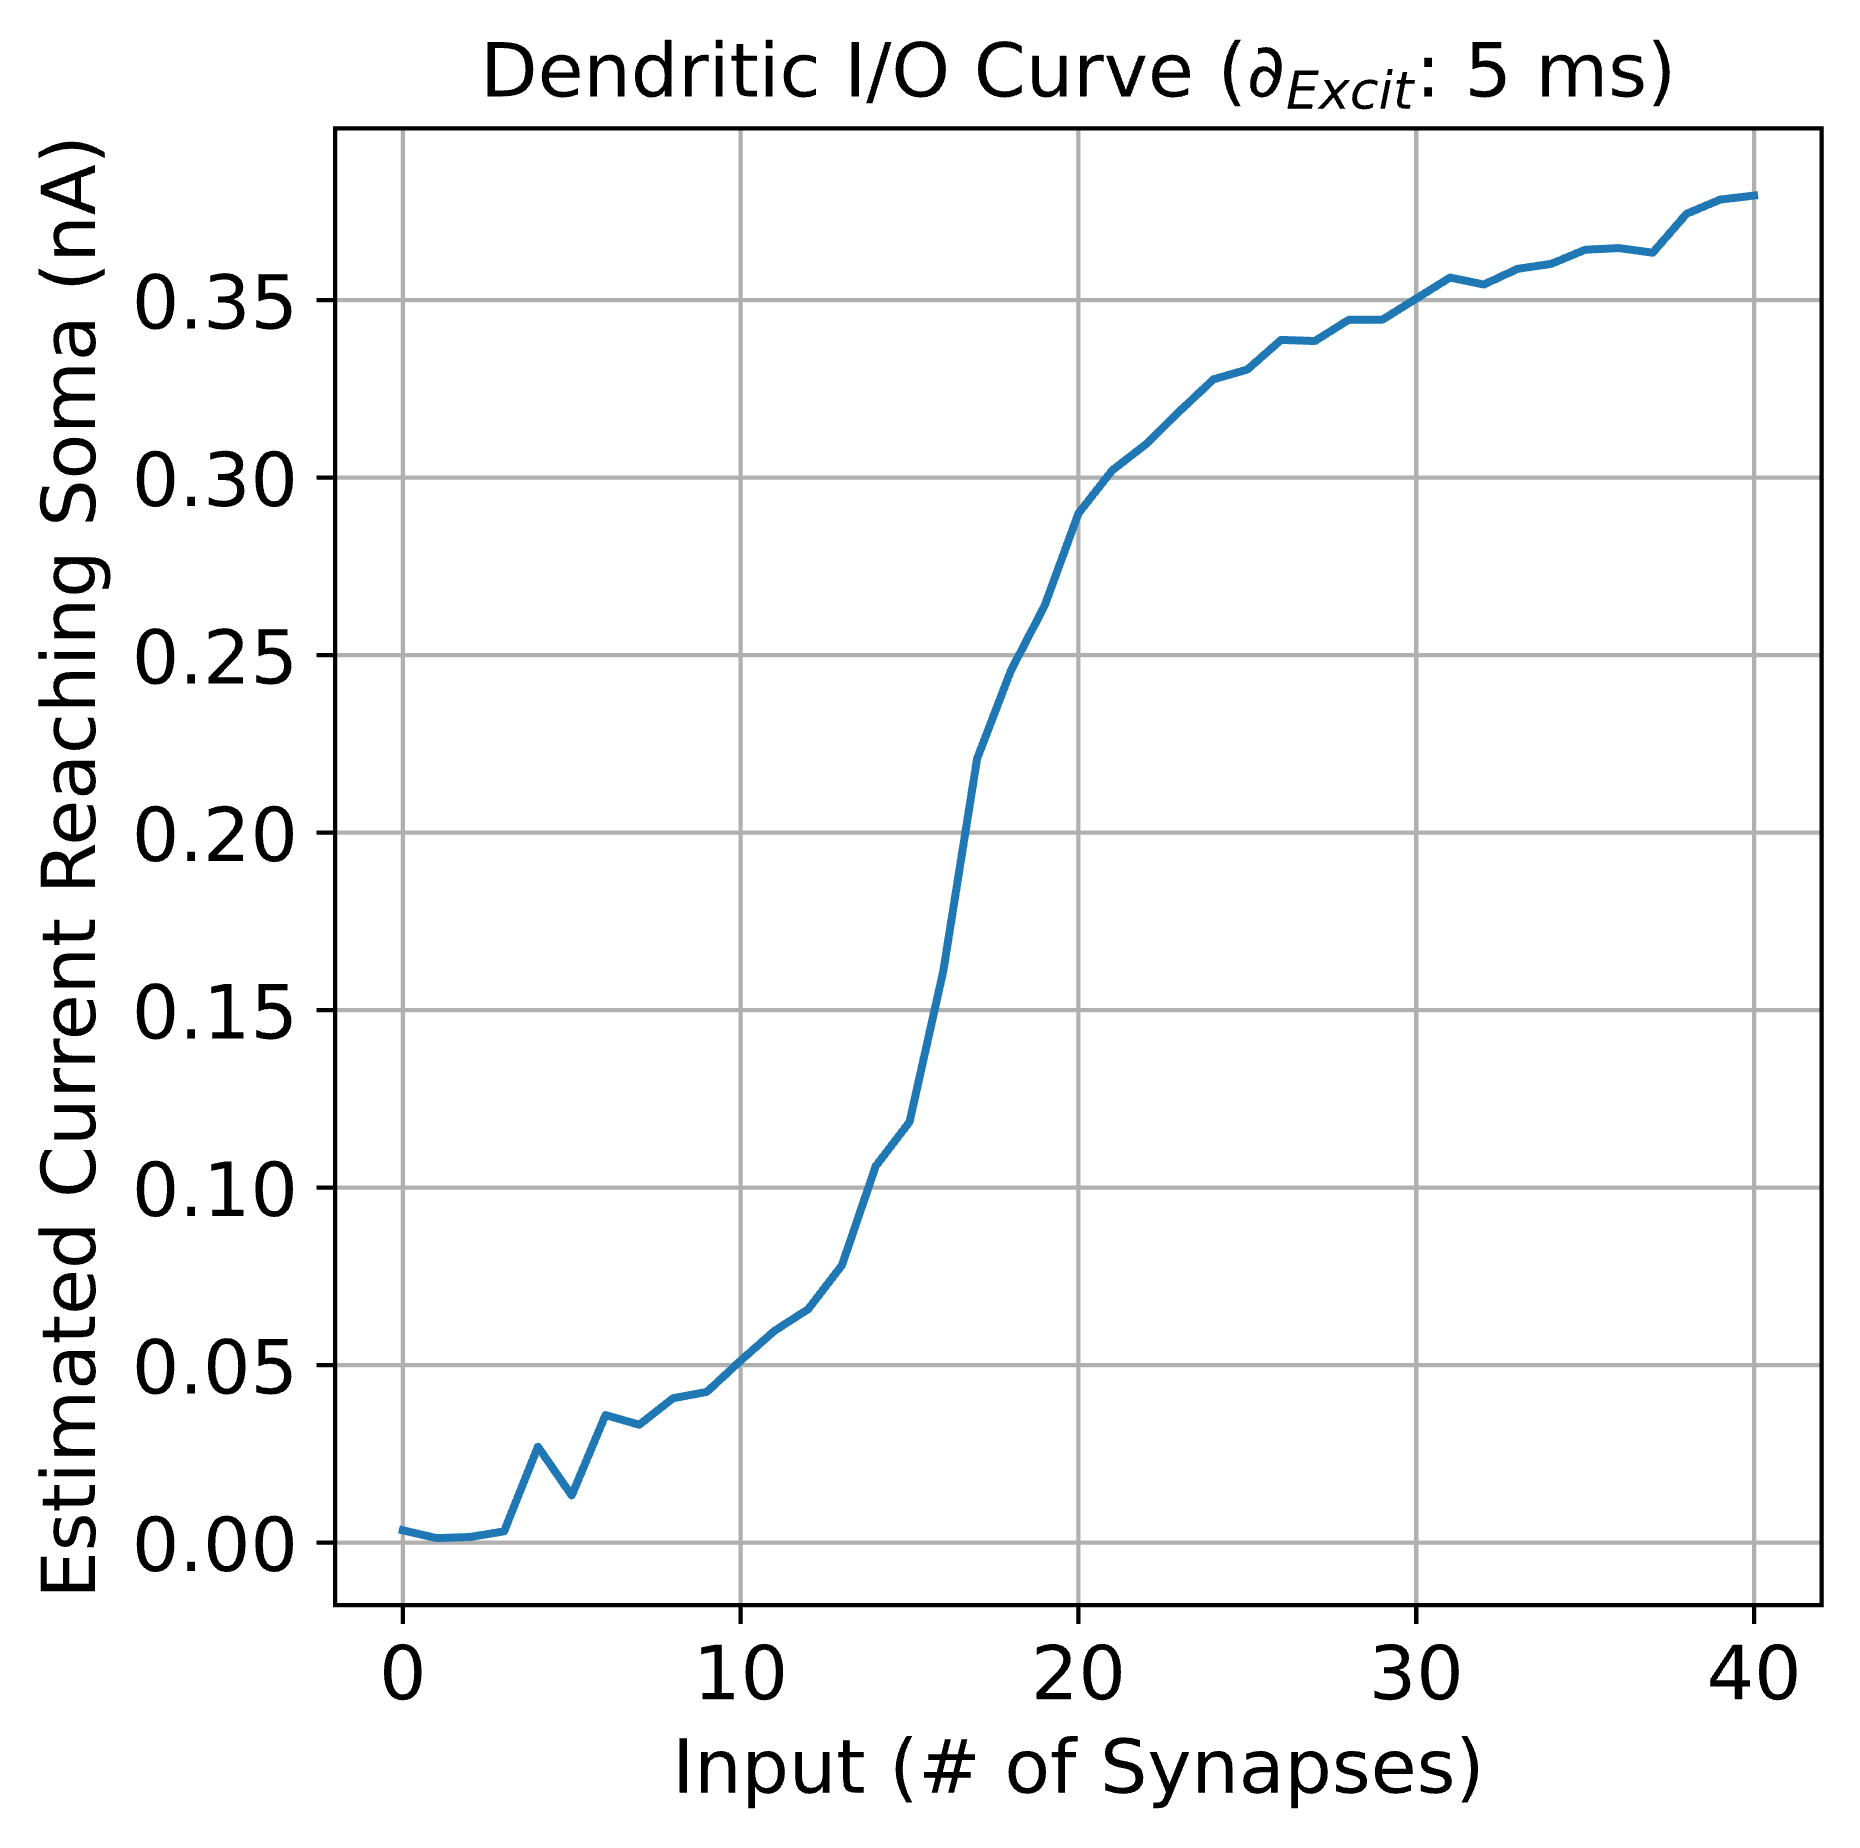 Dendritic I/O Curve (∂Excit: 5 ms)
Estimated Current Reaching Soma (nA)
0.35
0.30
0.25
0.20
0.15
0.10
0.05
0.00
0 10 20 30 40
Input (# of Synapses)